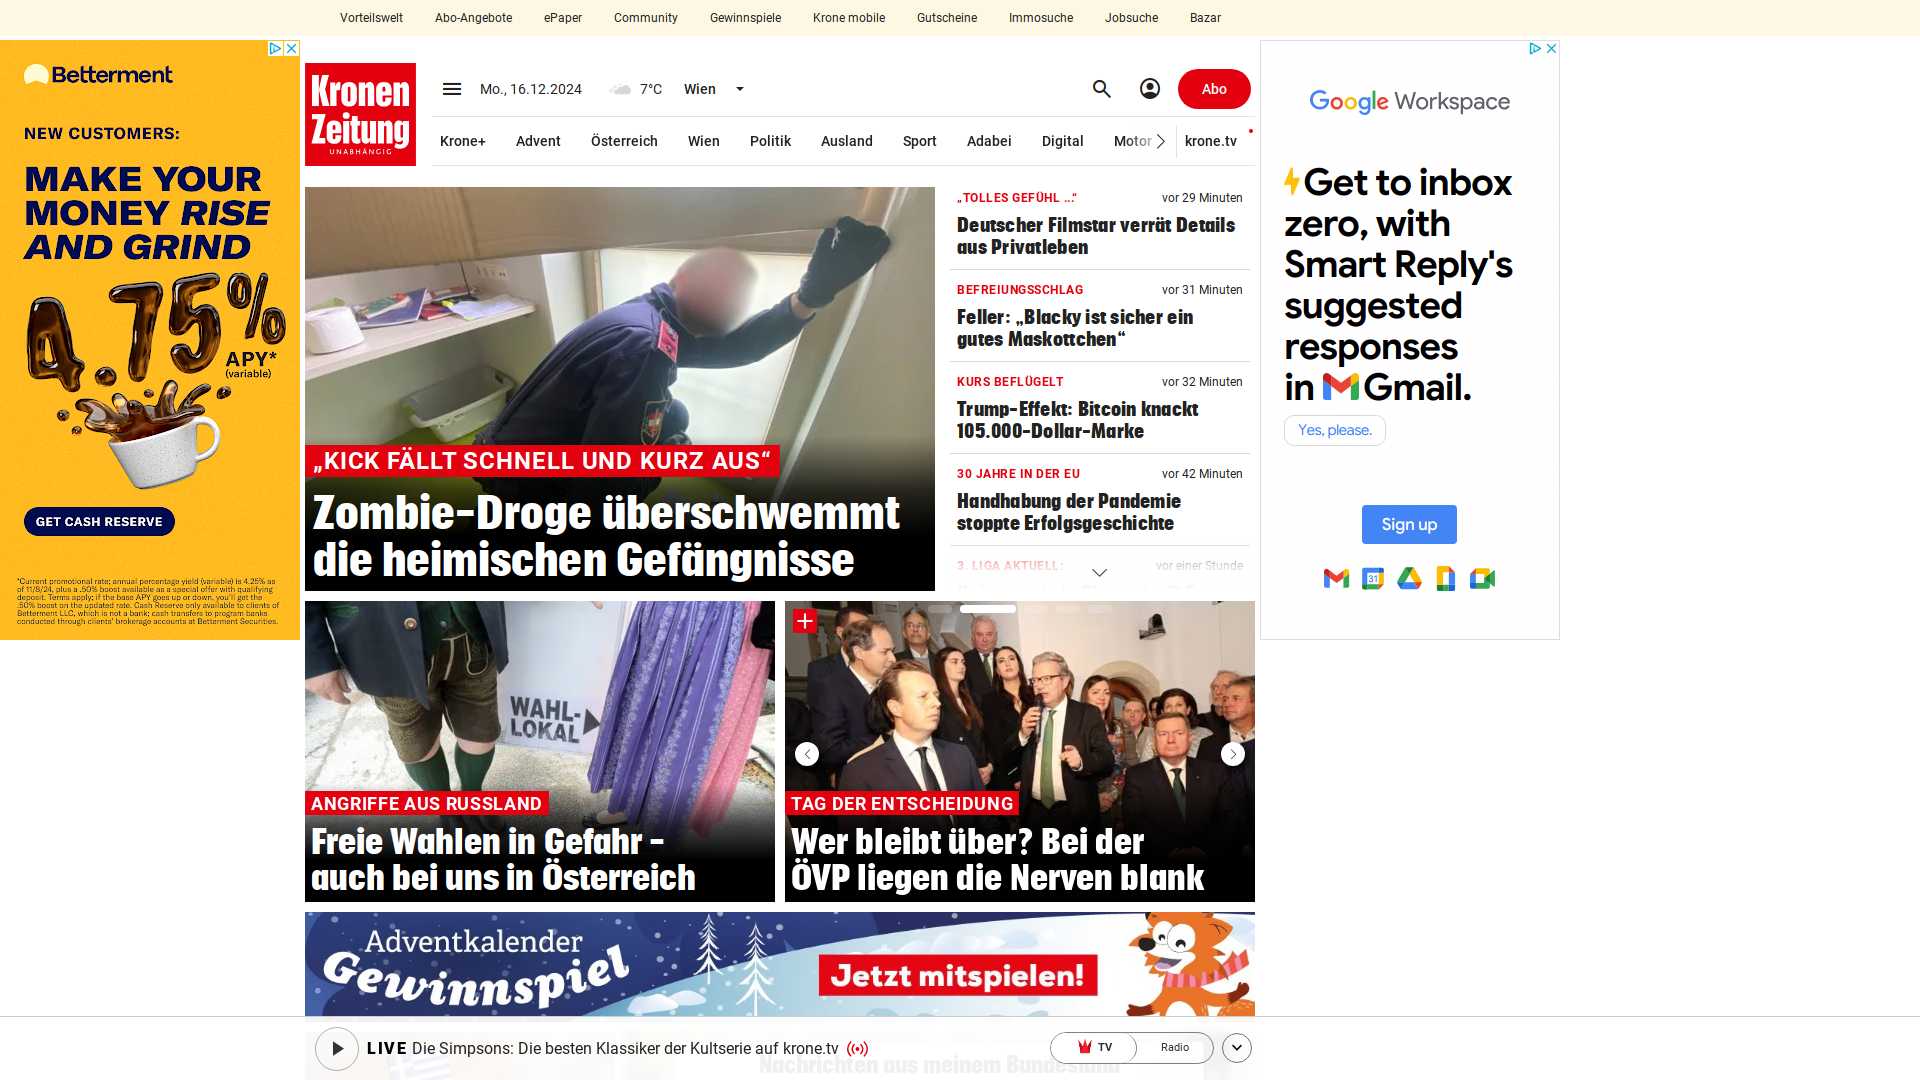 Vorteilswelt Abo-Angebote ePaper Community Gewinnspiele Krone mobile Gutscheine Immosuche Jobsuche Bazar
Betterment
NEW CUSTOMERS:
MAKE YOUR
MONEY RISE
AND GRIND
4.75%
APY*
(variable)
GET CASH RESERVE
*Current promotional rate; annual percentage yield (variable) is 4.25% as
of 11/8/24, plus a .50% boost available as a special offer with qualifying
deposit. Terms apply; if the base APY goes up or down, you'll get the
.50% boost on the updated rate. Cash Reserve only available to clients of
Betterment LLC, which is not a bank; cash transfers to program banks
conducted through clients' brokerage accounts at Betterment Securities.
Kronen
Zeitung
UNABHÄNGIG
Mo., 16.12.2024 7°C Wien
Abo
Krone+ Advent Österreich Wien Politik Ausland Sport Adabei Digital Motor krone.tv
„KICK FÄLLT SCHNELL UND KURZ AUS“
Zombie-Droge überschwemmt
die heimischen Gefängnisse
„TOLLES GEFÜHL ...“ vor 29 Minuten
Deutscher Filmstar verrät Details
aus Privatleben
BEFREIUNGSSCHLAG vor 31 Minuten
Feller: „Blacky ist sicher ein
gutes Maskottchen“
KURS BEFLÜGELT vor 32 Minuten
Trump-Effekt: Bitcoin knackt
105.000-Dollar-Marke
30 JAHRE IN DER EU vor 42 Minuten
Handhabung der Pandemie
stoppte Erfolgsgeschichte
3. LIGA AKTUELL: vor einer Stunde
WAHL-
LOKAL
ANGRIFFE AUS RUSSLAND
Freie Wahlen in Gefahr –
auch bei uns in Österreich
TAG DER ENTSCHEIDUNG
Wer bleibt über? Bei der
ÖVP liegen die Nerven blank
Adventkalender
Gewinnspiel
Jetzt mitspielen!
LIVE Die Simpsons: Die besten Klassiker der Kultserie auf krone.tv
TV Radio
Nachrichten aus meinem Bundesland
Google Workspace
Get to inbox
zero, with
Smart Reply's
suggested
responses
in Gmail.
Yes, please.
Sign up
31